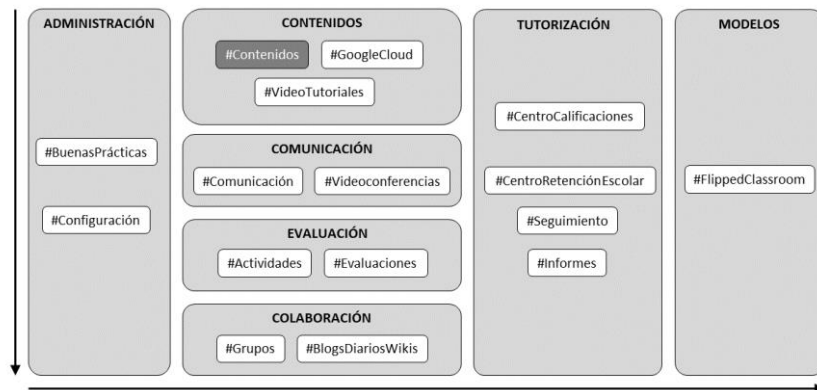 ADMINISTRACIÓN
#BuenasPrácticas
#Configuración
CONTENIDOS
#Contenidos
#GoogleCloud
#VideoTutoriales
COMUNICACIÓN
#Comunicación
#Videoconferencias
EVALUACIÓN
#Actividades
#Evaluaciones
COLABORACIÓN
#Grupos
#BlogsDiariosWikis
TUTORIZACIÓN
#CentroCalificaciones
#CentroRetenciónEscolar
#Seguimiento
#Informes
MODELOS
#FlippedClassroom